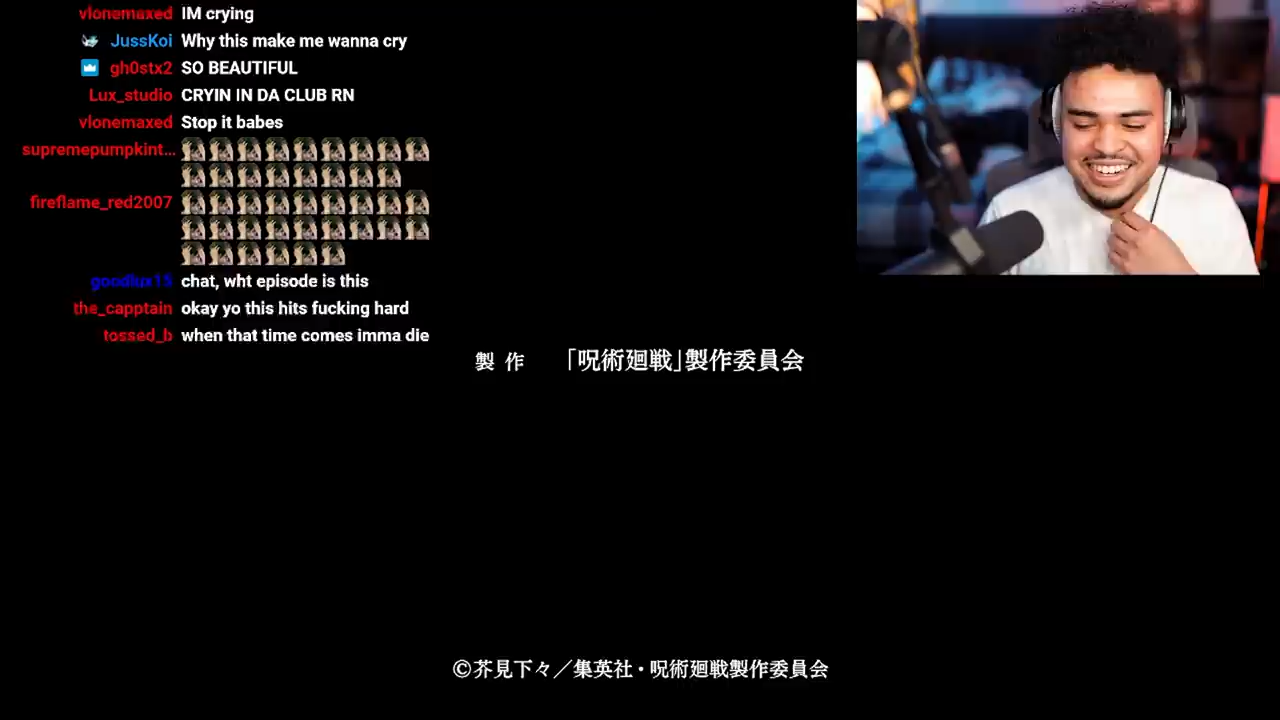 vlonemaxed IM crying
JussKoi Why this make me wanna cry
gh0stx2 SO BEAUTIFUL
Lux_studio CRYIN IN DA CLUB RN
vlonemaxed Stop it babes
supremepumpkint...
fireflame_red2007
goodlux15 chat, wht episode is this
the_capptain okay yo this hits fucking hard
tossed_b when that time comes imma die
製作 「呪術廻戦」製作委員会
©芥見下々／集英社・呪術廻戦製作委員会